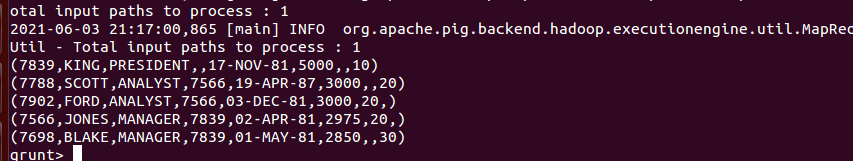 otal input paths to process : 1
2021-06-03 21:17:00,865 [main] INFO  org.apache.pig.backend.hadoop.executionengine.util.MapRec
Util - Total input paths to process : 1
(7839,KING,PRESIDENT,,17-NOV-81,5000,,10)
(7788,SCOTT,ANALYST,7566,19-APR-87,3000,,20)
(7902,FORD,ANALYST,7566,03-DEC-81,3000,20,)
(7566,JONES,MANAGER,7839,02-APR-81,2975,20,)
(7698,BLAKE,MANAGER,7839,01-MAY-81,2850,,30)
grunt>